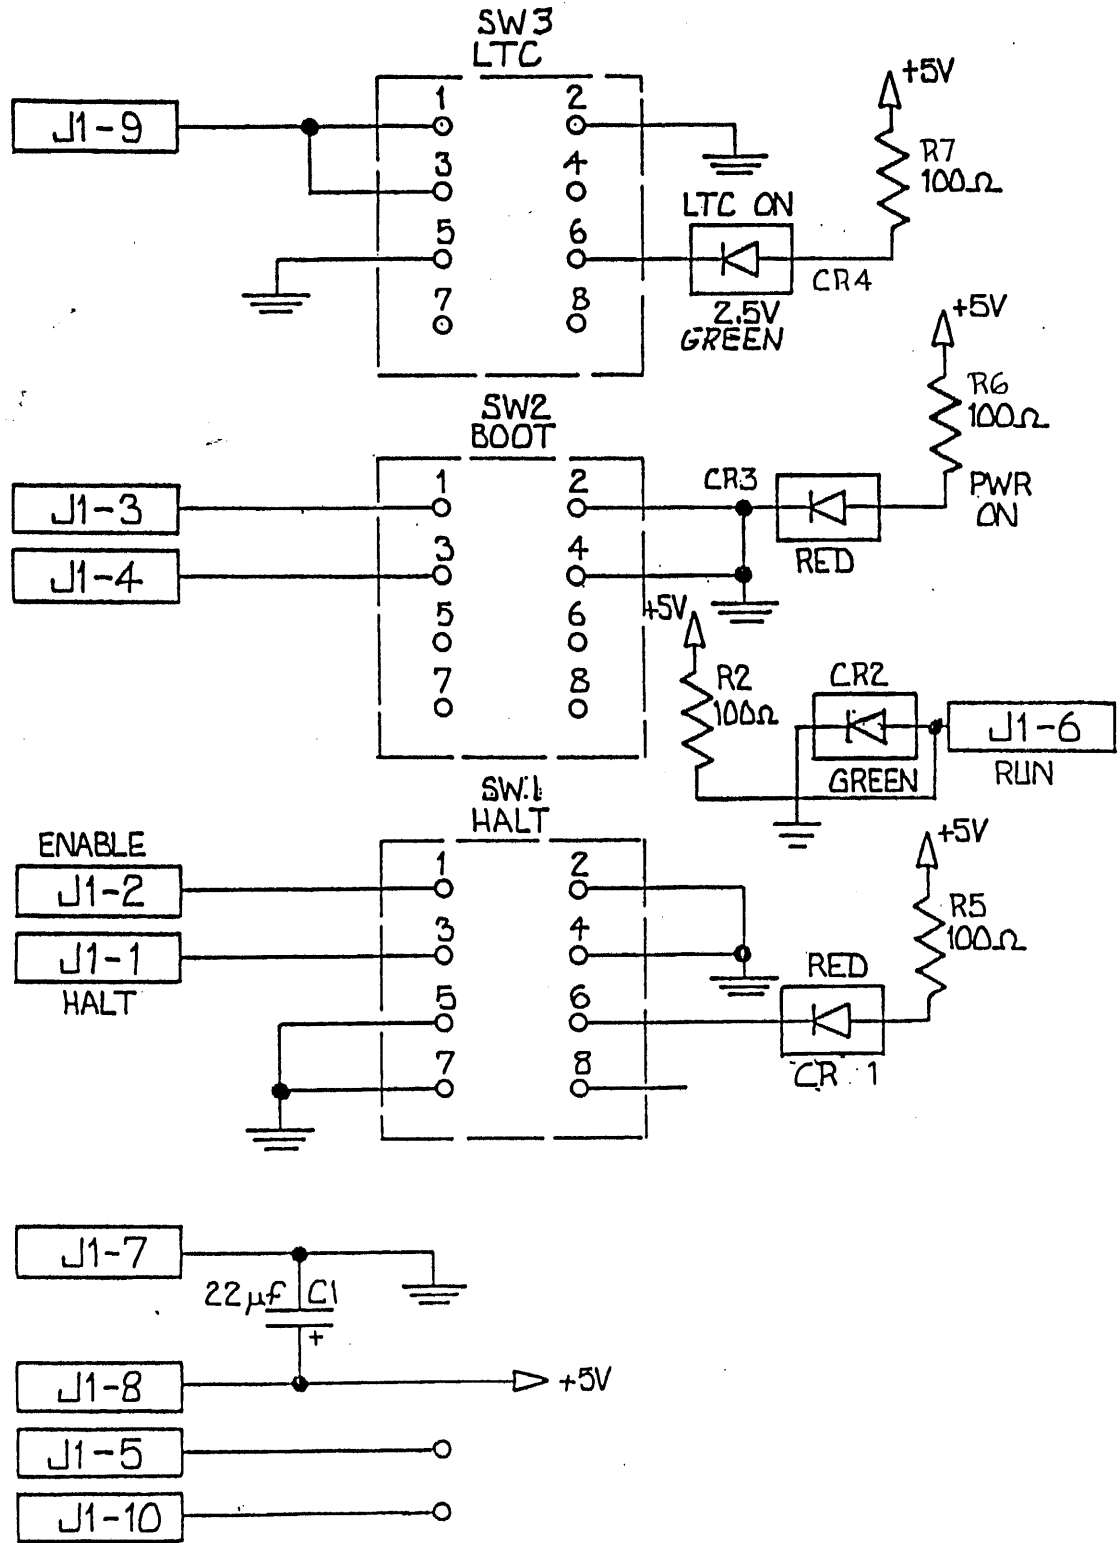 SW3
LTC
J1-9
1 2
3 4
5 6
7 8
+5V
R7
100Ω
LTC ON
CR4
2.5V
GREEN
SW2
BOOT
J1-3
J1-4
1 2
3 4
5 6
7 8
CR3
RED
+5V
R6
100Ω
PWR
ON
+5V
R2
100Ω
CR2
GREEN
J1-6
RUN
SW.1
HALT
ENABLE
J1-2
J1-1
HALT
1 2
3 4
5 6
7 8
+5V
R5
100Ω
RED
CR 1
J1-7
22µf C1
+
J1-8
+5V
J1-5
J1-10